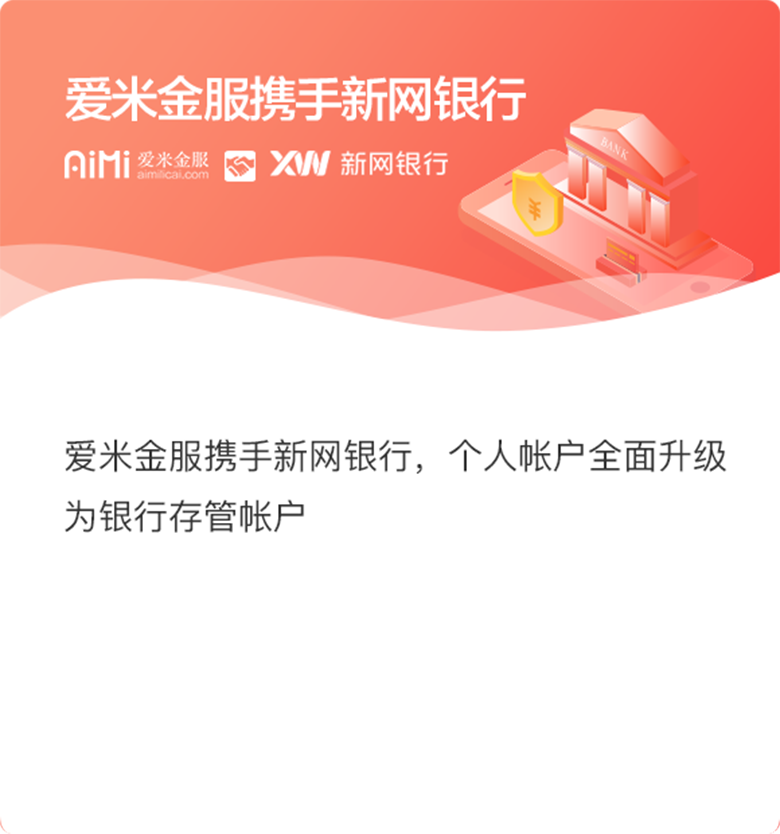 爱米金服携手新网银行
AiMi 爱米金服 XW 新网银行
aimilicai.com
BANK
爱米金服携手新网银行，个人帐户全面升级
为银行存管帐户